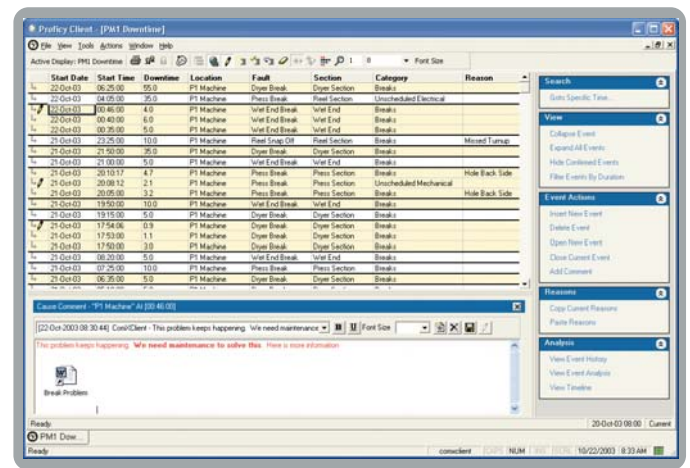 Proficy Client - [PM1 Downtime]
File View Tools Actions Window Help
Active Display: PM1 Downtime Font Size
Start Date Start Time Downtime Location Fault Section Category Reason
22-Oct-03 06:25:00 55.0 P1 Machine Dryer Break Dryer Section Breaks
22-Oct-03 04:05:00 35.0 P1 Machine Press Break Reel Section Unscheduled Electrical
22-Oct-03 00:46:00 4.0 P1 Machine Wet End Break Wet End Breaks
22-Oct-03 00:40:00 6.0 P1 Machine Wet End Break Wet End Breaks
22-Oct-03 00:35:00 5.0 P1 Machine Wet End Break Wet End Breaks
21-Oct-03 23:25:00 10.0 P1 Machine Reel Snap Off Reel Section Breaks Missed Turnup
21-Oct-03 21:50:00 35.0 P1 Machine Dryer Break Dryer Section Breaks
21-Oct-03 21:00:00 5.0 P1 Machine Wet End Break Wet End Breaks
21-Oct-03 20:10:17 4.7 P1 Machine Press Break Press Section Breaks Hole Back Side
21-Oct-03 20:08:12 2.1 P1 Machine Press Break Press Section Unscheduled Mechanical
21-Oct-03 20:05:00 3.2 P1 Machine Press Break Press Section Breaks Hole Back Side
21-Oct-03 19:50:00 10.0 P1 Machine Wet End Break Wet End Breaks
21-Oct-03 19:15:00 5.0 P1 Machine Dryer Break Dryer Section Breaks
21-Oct-03 17:54:06 0.9 P1 Machine Dryer Break Dryer Section Breaks
21-Oct-03 17:53:00 1.1 P1 Machine Dryer Break Dryer Section Breaks
21-Oct-03 17:50:00 3.0 P1 Machine Dryer Break Dryer Section Breaks
21-Oct-03 08:20:00 5.0 P1 Machine Wet End Break Wet End Breaks
21-Oct-03 07:25:00 10.0 P1 Machine Press Break Press Section Breaks
21-Oct-03 06:35:00 5.0 P1 Machine Dryer Break Dryer Section Breaks
Search
Goto Specific Time...
View
Collapse Event
Expand All Events
Hide Confirmed Events
Filter Events By Duration
Event Actions
Insert New Event
Delete Event
Open New Event
Close Current Event
Add Comment
Reasons
Copy Current Reasons
Paste Reasons
Analysis
View Event History
View Event Analysis
View Timeline
Cause Comment - "P1 Machine" At [00:46:00]
[22-Oct-2003 08:30:44] ComXClient - This problem keeps happening. We need maintenance B U Font Size
This problem keeps happening. We need maintenance to solve this. Here is more information
Break Problem
Ready 20-Oct-03 08:00 Current
PM1 Dow...
Ready comxclient CAPS NUM INS SCRL 10/22/2003 8:33 AM